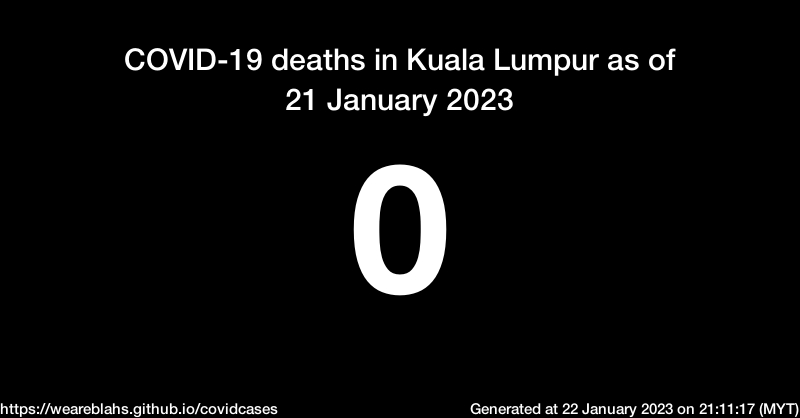 COVID-19 deaths in Kuala Lumpur as of
21 January 2023
0
https://weareblahs.github.io/covidcases
Generated at 22 January 2023 on 21:11:17 (MYT)